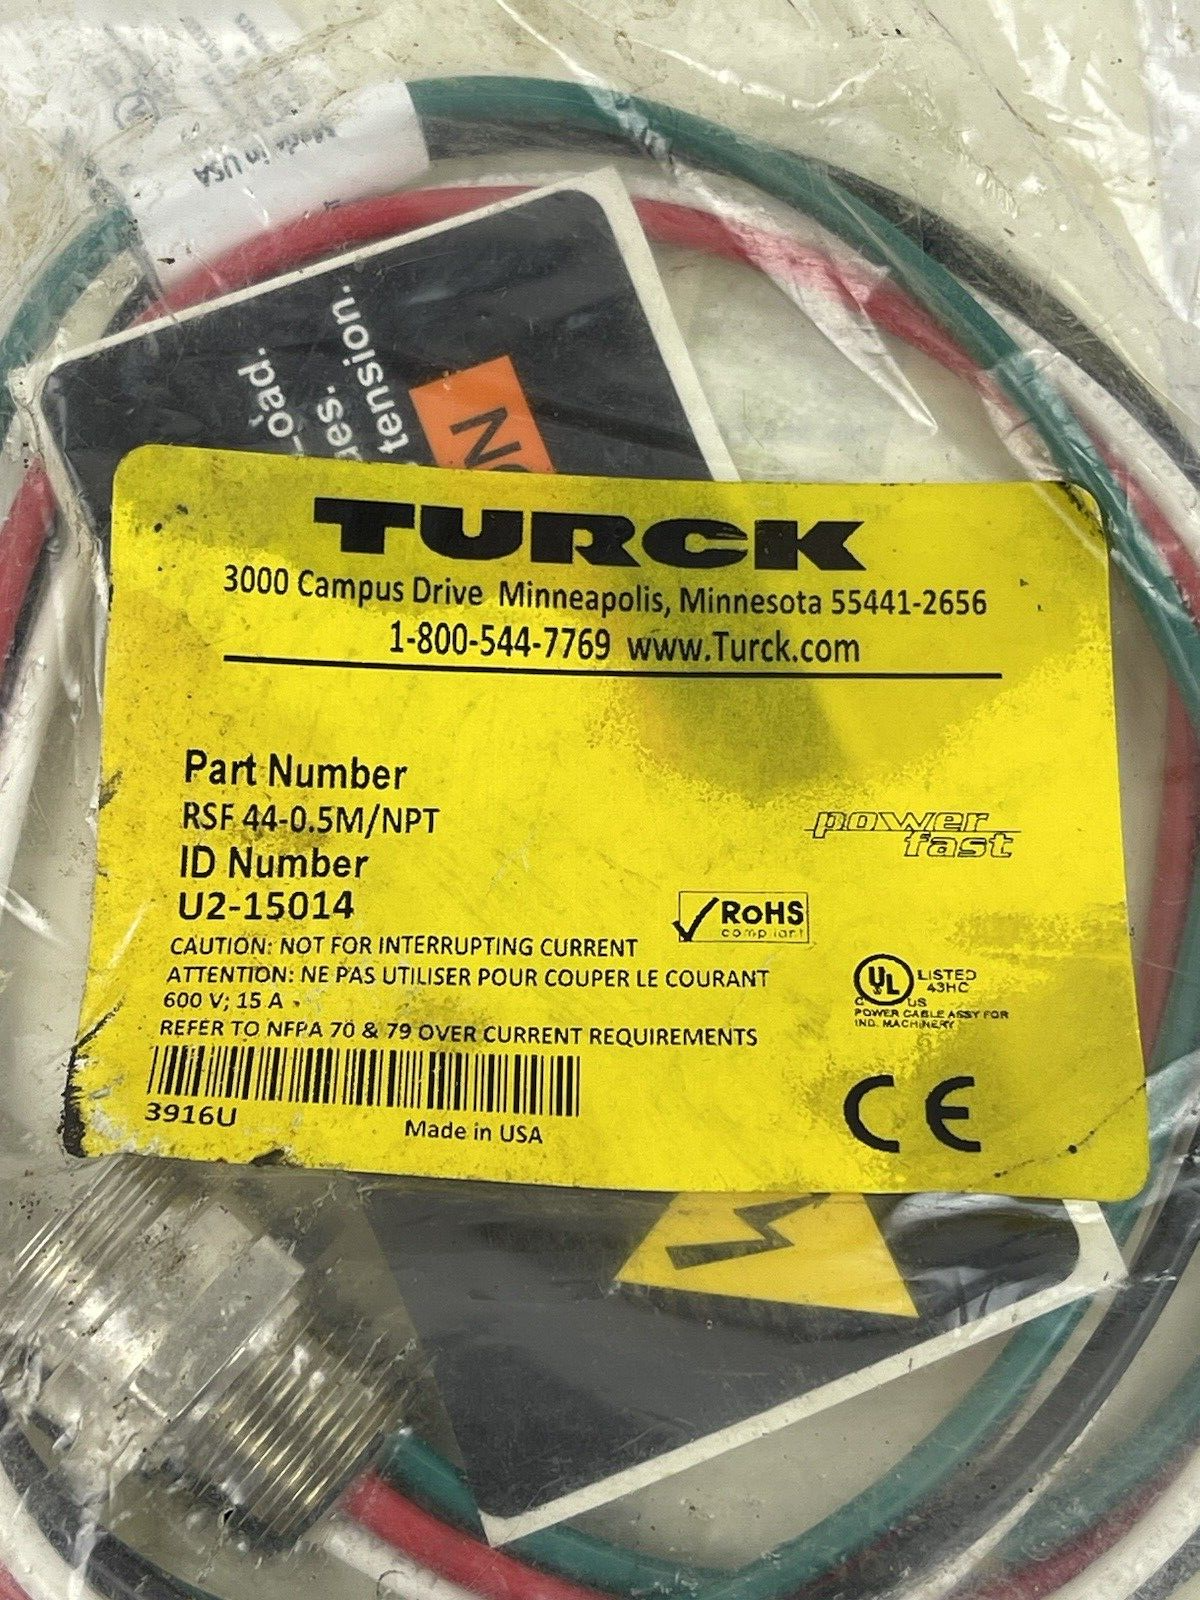 Made in USA
tension.
oad.
TURCK
3000 Campus Drive Minneapolis, Minnesota 55441-2656
1-800-544-7769 www.Turck.com
Part Number
RSF 44-0.5M/NPT
ID Number
U2-15014
power
fast
RoHS
compliant
CAUTION: NOT FOR INTERRUPTING CURRENT
ATTENTION: NE PAS UTILISER POUR COUPER LE COURANT
600 V; 15 A
REFER TO NFPA 70 & 79 OVER CURRENT REQUIREMENTS
UL LISTED
43HC
C US
POWER CABLE ASSY FOR
IND. MACHINERY
3916U
Made in USA
CE